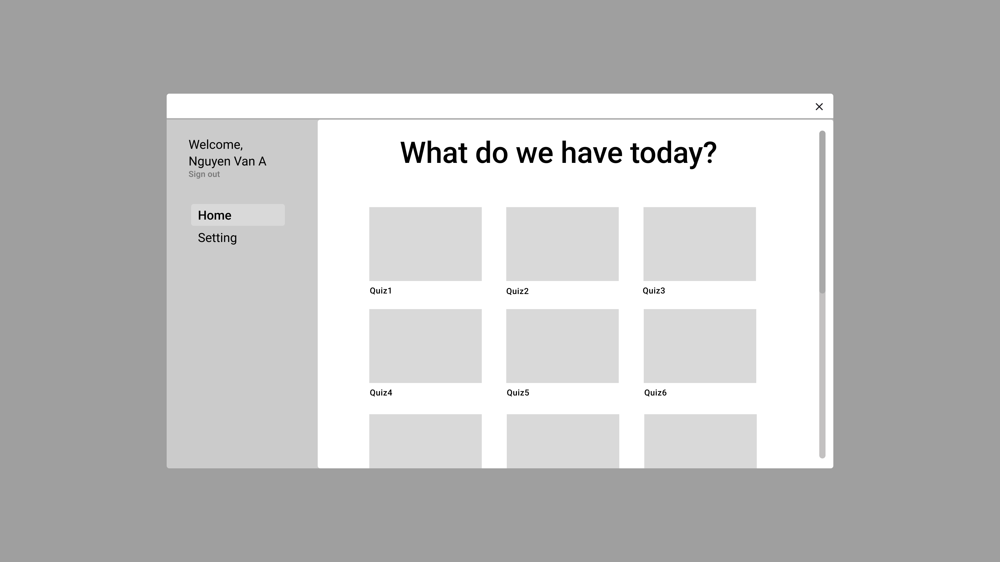 Welcome,
Nguyen Van A
Sign out
Home
Setting
What do we have today?
Quiz1
Quiz2
Quiz3
Quiz4
Quiz5
Quiz6